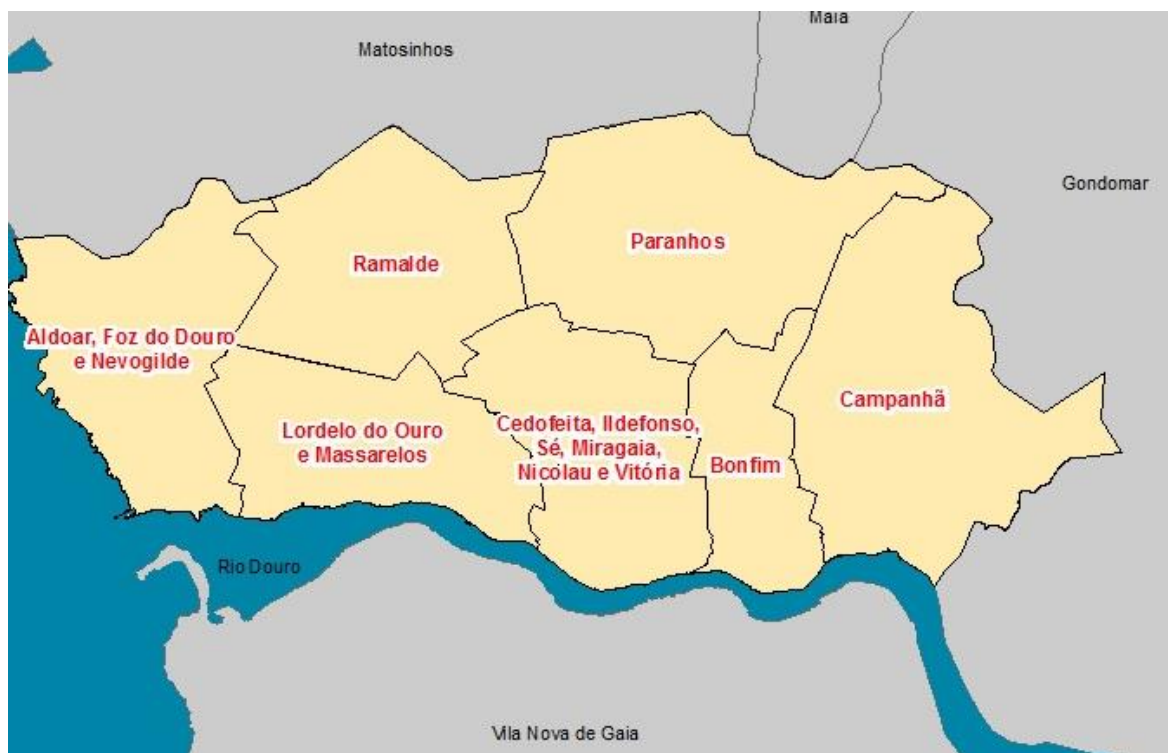 Maia
Matosinhos
Gondomar
Paranhos
Ramalde
Aldoar, Foz do Douro
e Nevogilde
Campanhã
Cedofeita, Ildefonso,
Sé, Miragaia,
Nicolau e Vitória
Lordelo do Ouro
e Massarelos
Bonfim
Rio Douro
Vila Nova de Gaia